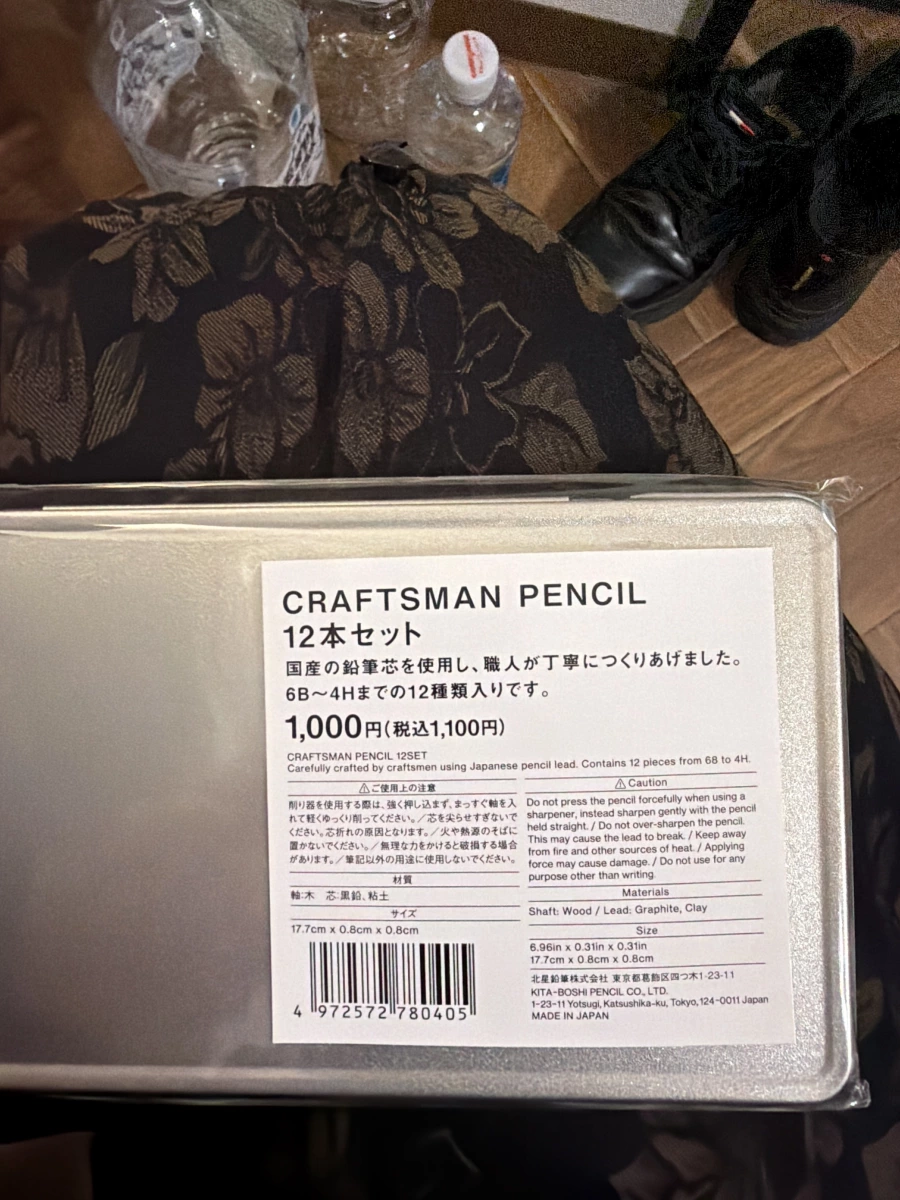 CRAFTSMAN PENCIL
12本セット
国産の鉛筆芯を使用し、職人が丁寧につくりあげました。
6B〜4Hまでの12種類入りです。
1,000円(税込1,100円)
CRAFTSMAN PENCIL 12SET
Carefully crafted by craftsmen using Japanese pencil lead. Contains 12 pieces from 6B to 4H.
⚠ご使用上の注意
削り器を使用する際は、強く押し込まず、まっすぐ軸を入
れて軽くゆっくり削ってください。／芯を尖らせすぎないで
ください。芯折れの原因となります。／火や熱源のそばに
置かないでください。／無理な力をかけると破損する場合
があります。／筆記以外の用途に使用しないでください。
材質
軸:木 芯:黒鉛、粘土
サイズ
17.7cm x 0.8cm x 0.8cm
4 972572 780405
⚠Caution
Do not press the pencil forcefully when using a
sharpener, instead sharpen gently with the pencil
held straight. / Do not over-sharpen the pencil.
This may cause the lead to break. / Keep away
from fire and other sources of heat. / Applying
force may cause damage. / Do not use for any
purpose other than writing.
Materials
Shaft: Wood / Lead: Graphite, Clay
Size
6.96in x 0.31in x 0.31in
17.7cm x 0.8cm x 0.8cm
北星鉛筆株式会社 東京都葛飾区四つ木1-23-11
KITA-BOSHI PENCIL CO., LTD.
1-23-11 Yotsugi, Katsushika-ku, Tokyo, 124-0011 Japan
MADE IN JAPAN